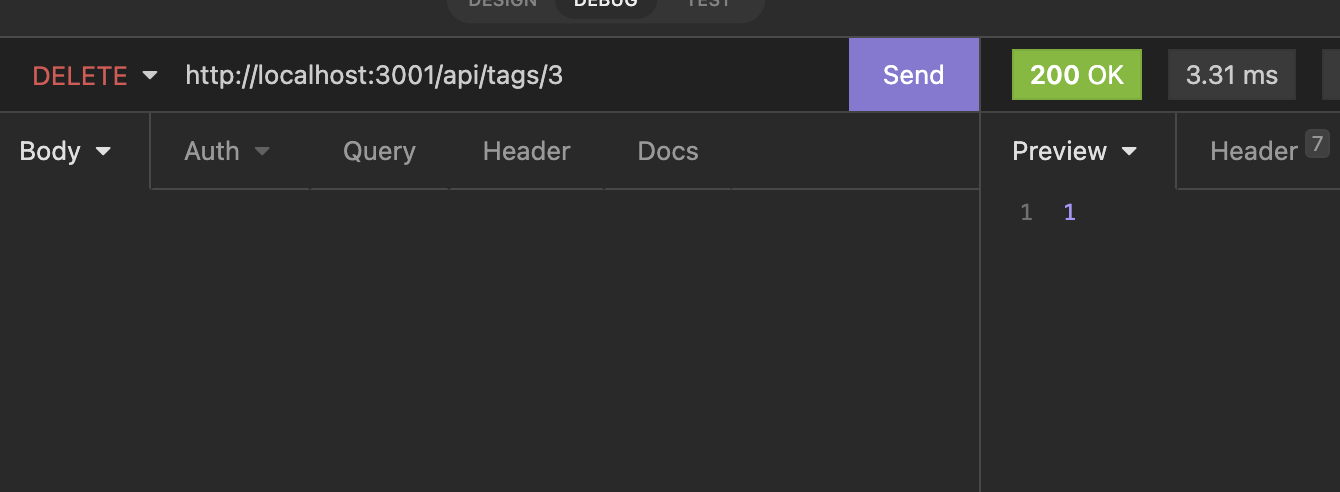 DESIGN DEBUG TEST
DELETE http://localhost:3001/api/tags/3 Send 200 OK 3.31 ms
Body Auth Query Header Docs Preview Header 7
1 1